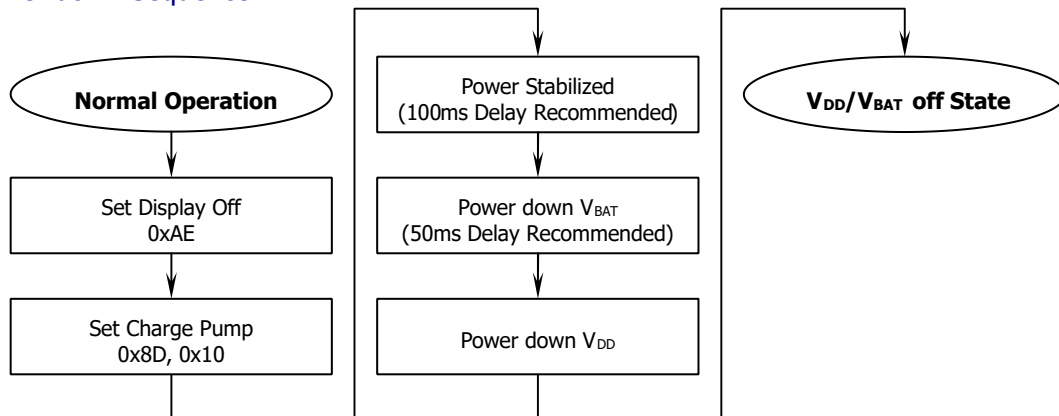 Normal Operation
Set Display Off
0xAE
Set Charge Pump
0x8D, 0x10
Power Stabilized
(100ms Delay Recommended)
Power down VBAT
(50ms Delay Recommended)
Power down VDD
VDD/VBAT off State